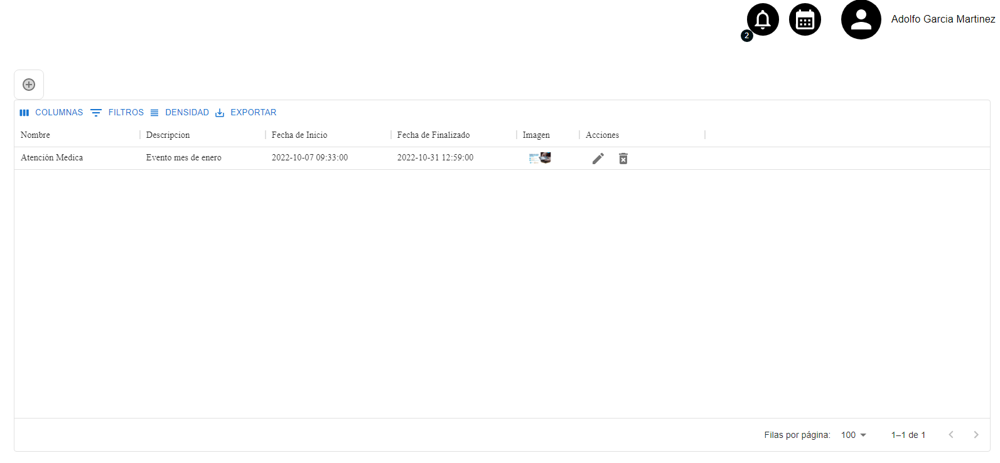 2
Adolfo Garcia Martinez
COLUMNAS FILTROS DENSIDAD EXPORTAR
Nombre Descripcion Fecha de Inicio Fecha de Finalizado Imagen Acciones
Atención Medica Evento mes de enero 2022-10-07 09:33:00 2022-10-31 12:59:00
Filas por página: 100 1–1 de 1